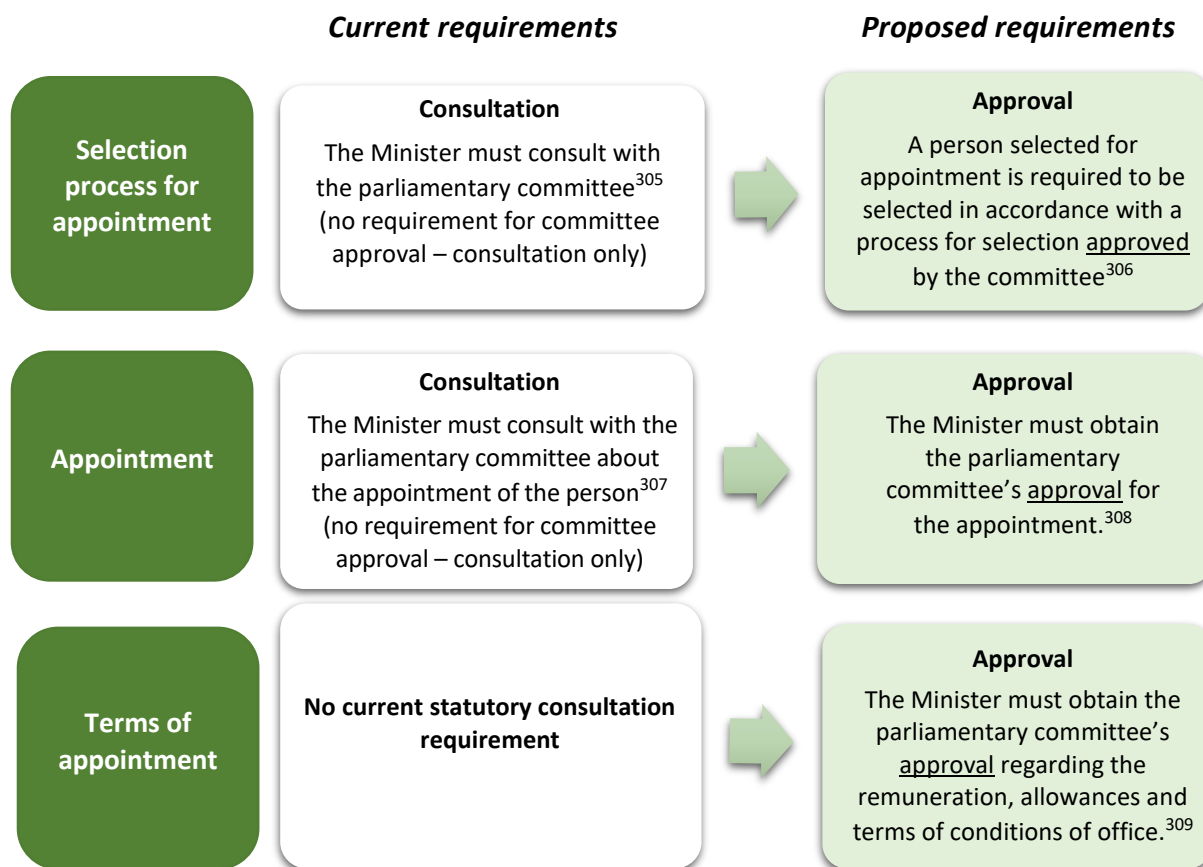 Current requirements
Proposed requirements
Selection
process for
appointment
Consultation
The Minister must consult with
the parliamentary committee305
(no requirement for committee
approval – consultation only)
Approval
A person selected for
appointment is required to be
selected in accordance with a
process for selection approved
by the committee306
Appointment
Consultation
The Minister must consult with the
parliamentary committee about
the appointment of the person307
(no requirement for committee
approval – consultation only)
Approval
The Minister must obtain
the parliamentary
committee’s approval for
the appointment.308
Terms of
appointment
No current statutory consultation
requirement
Approval
The Minister must obtain the
parliamentary committee’s
approval regarding the
remuneration, allowances and
terms of conditions of office.309